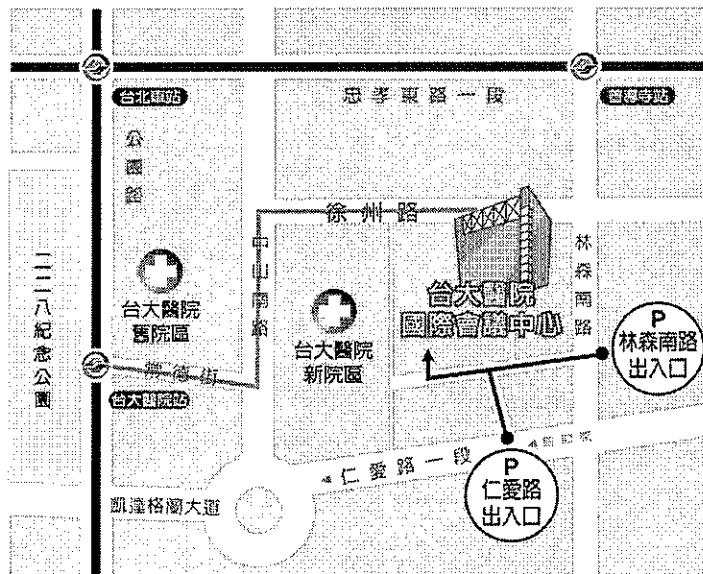 台北車站
忠孝東路一段
善導寺站
公園路
徐州路
中山南路
林森南路
二二八紀念公園
台大醫院
舊院區
台大醫院
新院區
台大醫院
國際會議中心
P
林森南路
出入口
常德街
台大醫院站
仁愛路一段
P
仁愛路
出入口
凱達格蘭大道